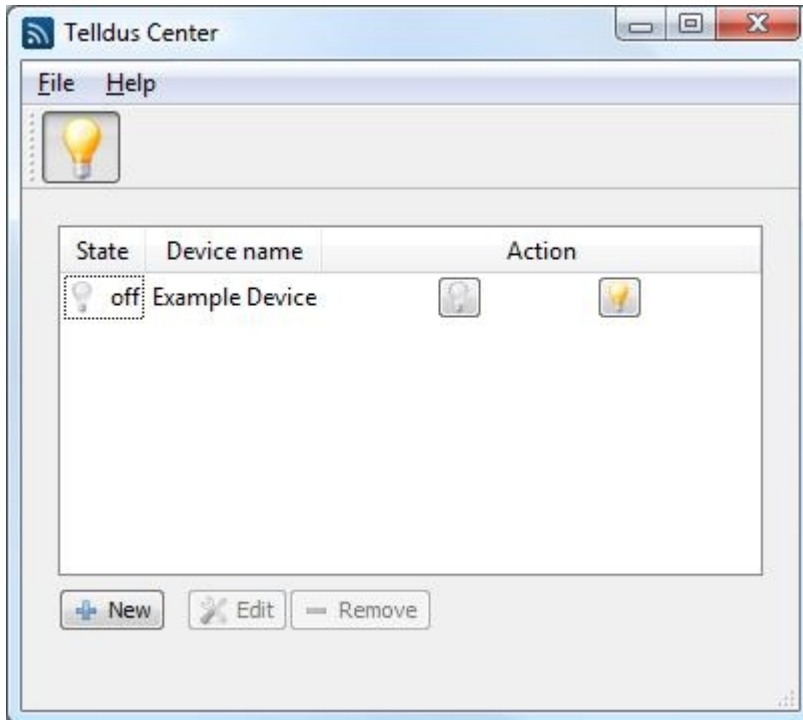 Telldus Center
File Help
State Device name Action
off Example Device
New Edit Remove